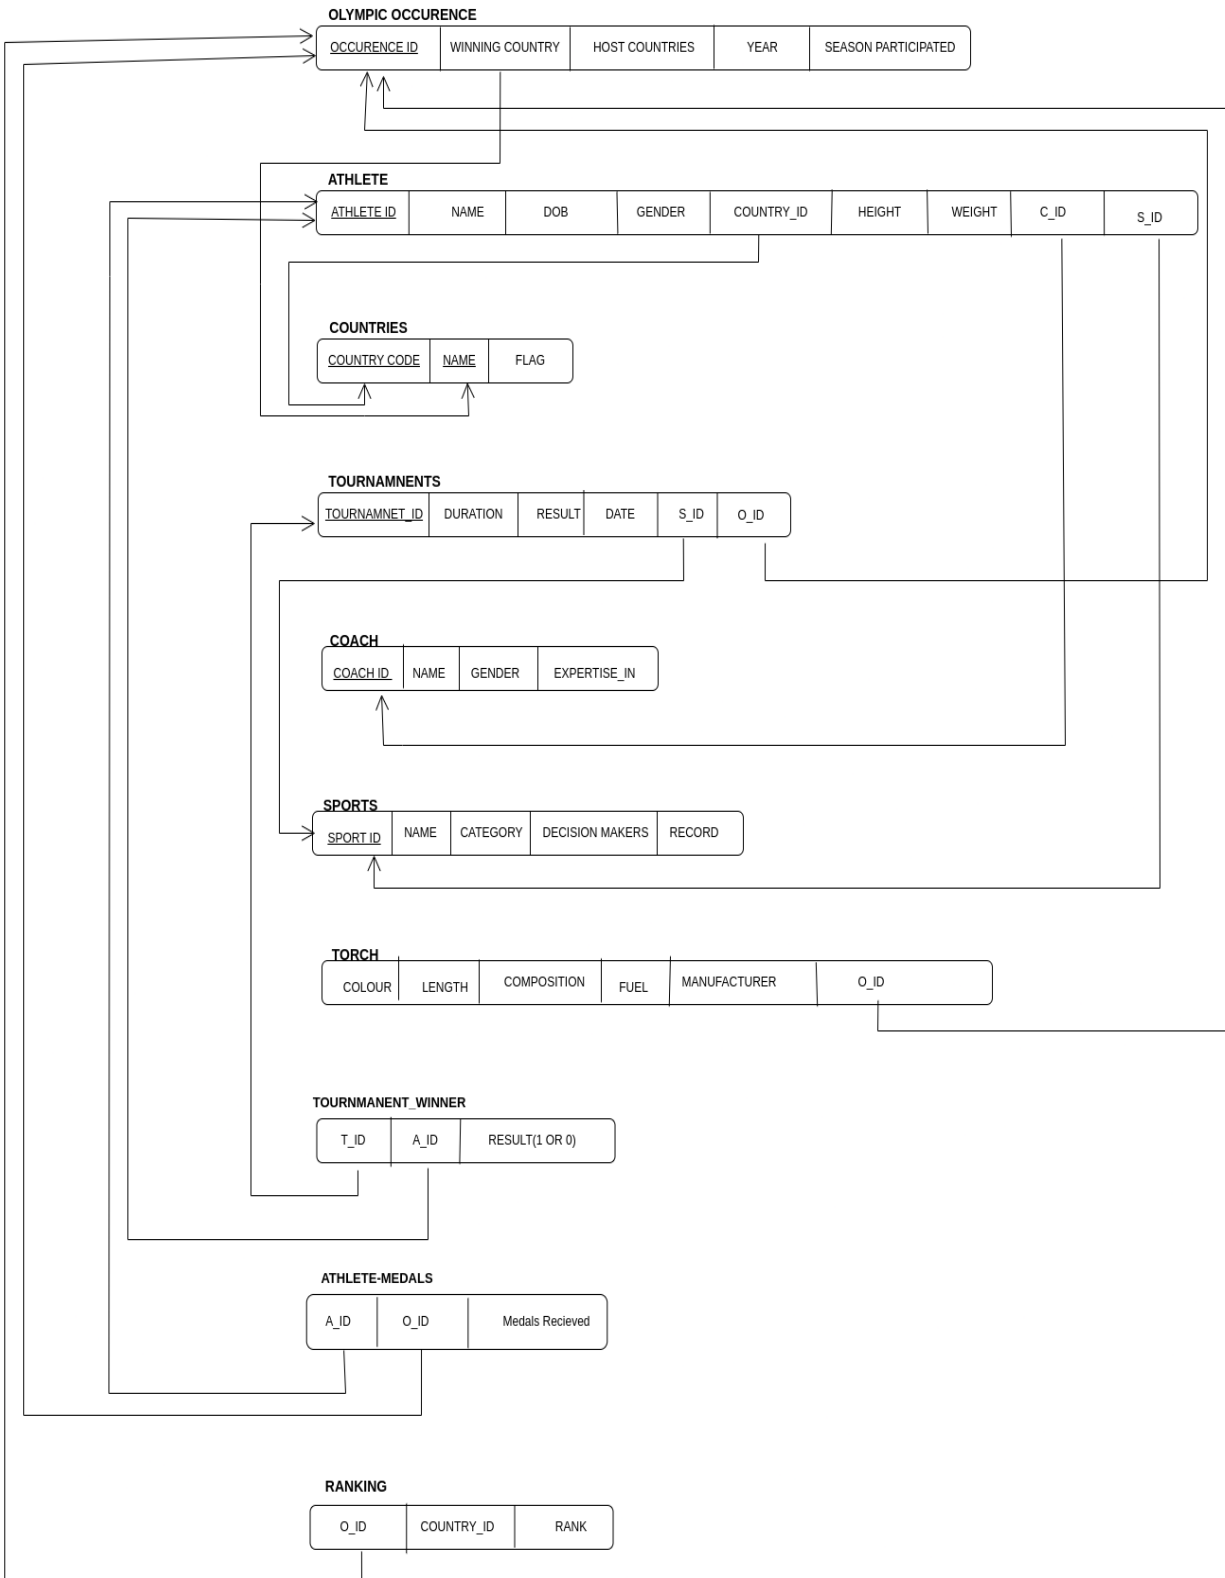 OLYMPIC OCCURENCE
OCCURENCE ID WINNING COUNTRY HOST COUNTRIES YEAR SEASON PARTICIPATED
ATHLETE
ATHLETE ID NAME DOB GENDER COUNTRY_ID HEIGHT WEIGHT C_ID S_ID
COUNTRIES
COUNTRY CODE NAME FLAG
TOURNAMNENTS
TOURNAMNET_ID DURATION RESULT DATE S_ID O_ID
COACH
COACH ID NAME GENDER EXPERTISE_IN
SPORTS
SPORT ID NAME CATEGORY DECISION MAKERS RECORD
TORCH
COLOUR LENGTH COMPOSITION FUEL MANUFACTURER O_ID
TOURNMANENT_WINNER
T_ID A_ID RESULT(1 OR 0)
ATHLETE-MEDALS
A_ID O_ID Medals Recieved
RANKING
O_ID COUNTRY_ID RANK